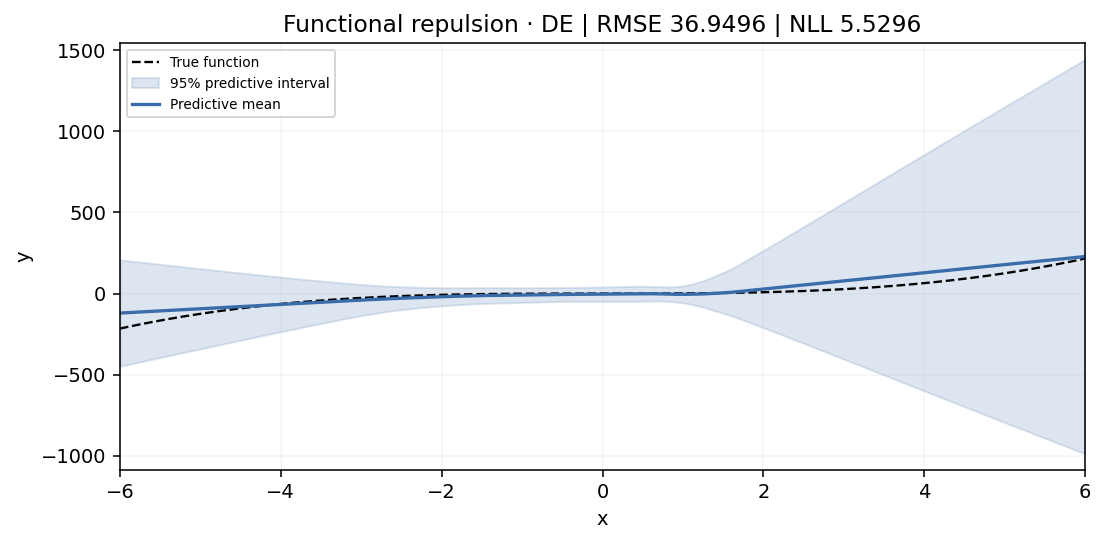 Functional repulsion · DE | RMSE 36.9496 | NLL 5.5296
True function
95% predictive interval
Predictive mean
1500
1000
500
0
−500
−1000
y
−6 −4 −2 0 2 4 6
x